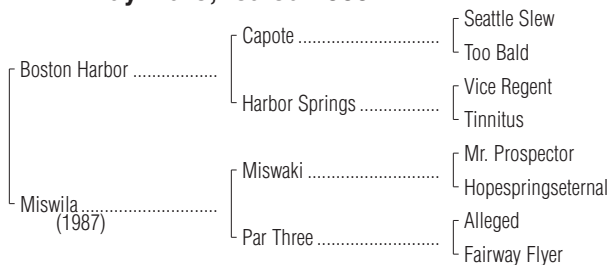 Seattle Slew
Capote
Too Bald
Boston Harbor
Vice Regent
Harbor Springs
Tinnitus
Mr. Prospector
Miswaki
Hopespringseternal
Miswila
(1987)
Alleged
Par Three
Fairway Flyer